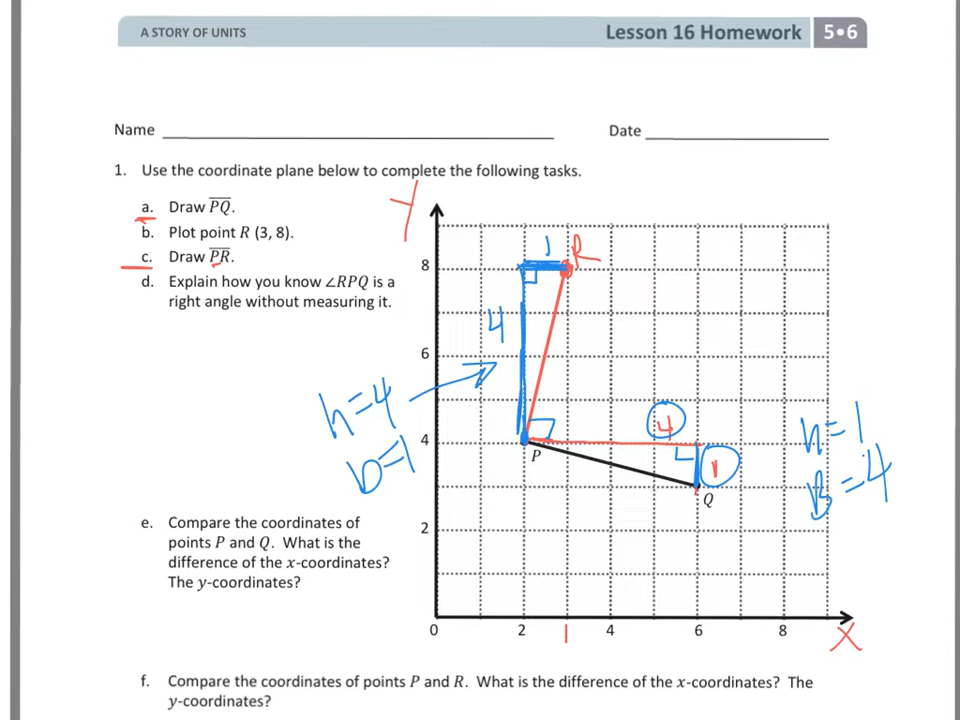 A STORY OF UNITS
Lesson 16 Homework 5•6
Name Date
1. Use the coordinate plane below to complete the following tasks.
a. Draw P̅Q̅.
b. Plot point R (3, 8).
c. Draw P̅R̅.
d. Explain how you know ∠RPQ is a
right angle without measuring it.
Y
8
6
4
2
0 2 1 4 6 8
X
1
R
4
h=4
b=1
4
1
P
Q
h=1
B=4
e. Compare the coordinates of
points P and Q. What is the
difference of the x-coordinates?
The y-coordinates?
f. Compare the coordinates of points P and R. What is the difference of the x-coordinates? The
y-coordinates?